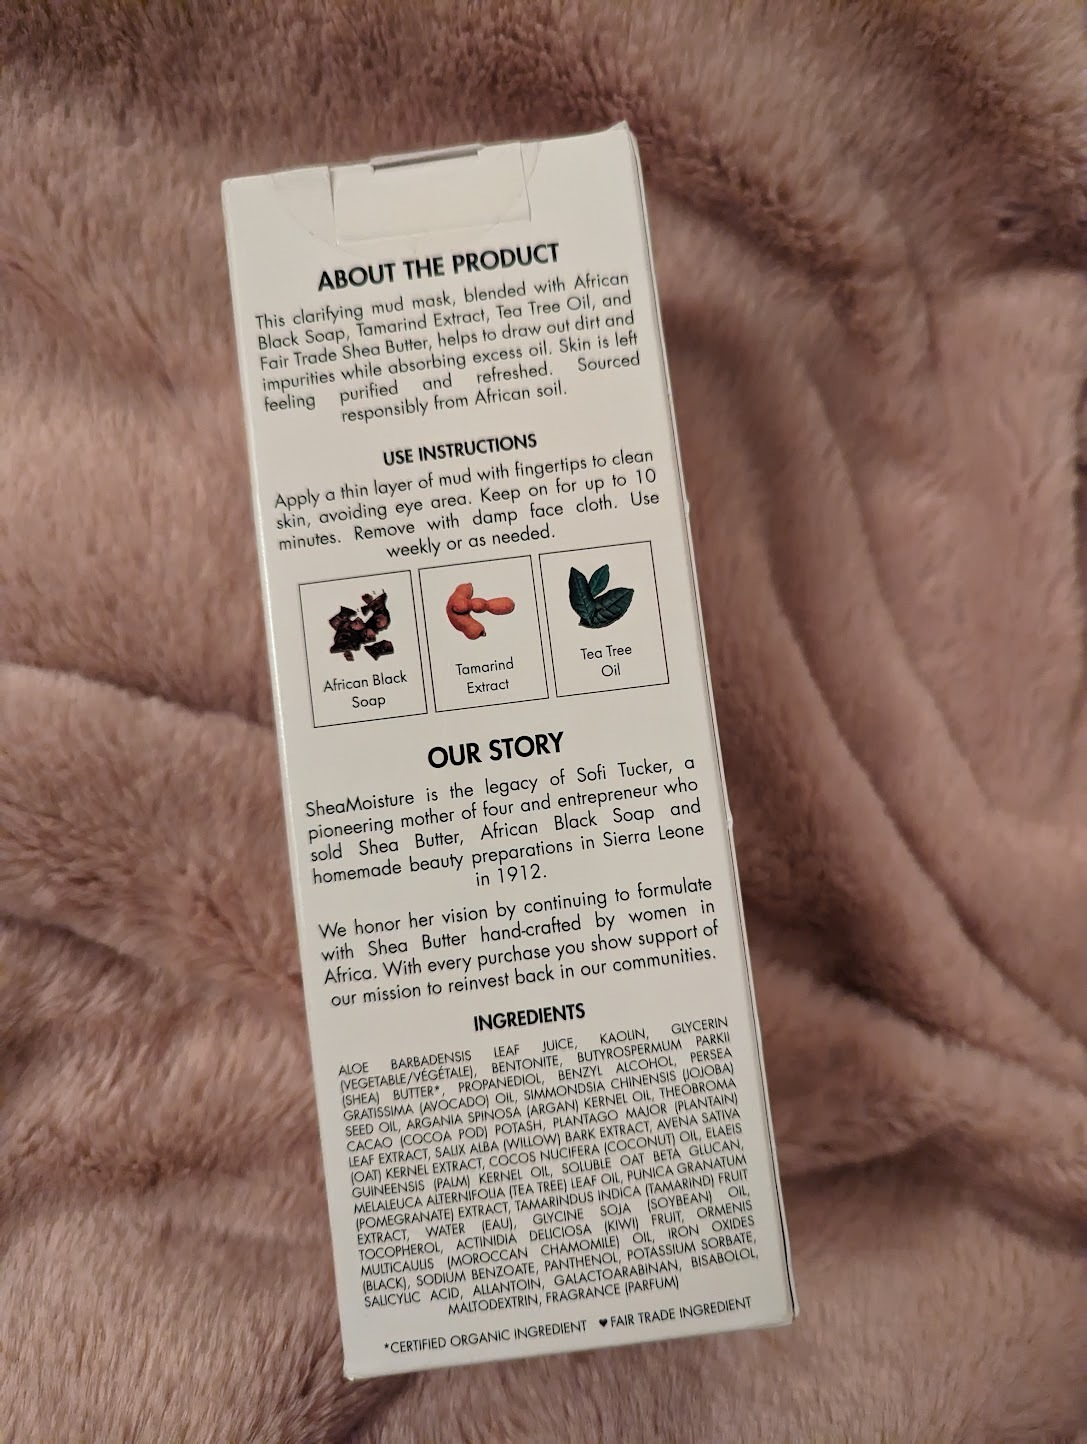 ABOUT THE PRODUCT
This clarifying mud mask, blended with African
Black Soap, Tamarind Extract, Tea Tree Oil, and
Fair Trade Shea Butter, helps to draw out dirt and
impurities while absorbing excess oil. Skin is left
feeling purified and refreshed. Sourced
responsibly from African soil.
USE INSTRUCTIONS
Apply a thin layer of mud with fingertips to clean
skin, avoiding eye area. Keep on for up to 10
minutes. Remove with damp face cloth. Use
weekly or as needed.
African Black
Soap
Tamarind
Extract
Tea Tree
Oil
OUR STORY
SheaMoisture is the legacy of Sofi Tucker, a
pioneering mother of four and entrepreneur who
sold Shea Butter, African Black Soap and
homemade beauty preparations in Sierra Leone
in 1912.
We honor her vision by continuing to formulate
with Shea Butter hand-crafted by women in
Africa. With every purchase you show support of
our mission to reinvest back in our communities.
INGREDIENTS
ALOE BARBADENSIS LEAF JUICE, KAOLIN, GLYCERIN
(VEGETABLE/VÉGÉTALE), BENTONITE, BUTYROSPERMUM PARKII
(SHEA) BUTTER*, PROPANEDIOL, BENZYL ALCOHOL, PERSEA
GRATISSIMA (AVOCADO) OIL, SIMMONDSIA CHINENSIS (JOJOBA)
SEED OIL, ARGANIA SPINOSA (ARGAN) KERNEL OIL, THEOBROMA
CACAO (COCOA POD) POTASH, PLANTAGO MAJOR (PLANTAIN)
LEAF EXTRACT, SALIX ALBA (WILLOW) BARK EXTRACT, AVENA SATIVA
(OAT) KERNEL EXTRACT, COCOS NUCIFERA (COCONUT) OIL, ELAEIS
GUINEENSIS (PALM) KERNEL OIL, SOLUBLE OAT BETA GLUCAN,
MELALEUCA ALTERNIFOLIA (TEA TREE) LEAF OIL, PUNICA GRANATUM
(POMEGRANATE) EXTRACT, TAMARINDUS INDICA (TAMARIND) FRUIT
EXTRACT, WATER (EAU), GLYCINE SOJA (SOYBEAN) OIL,
TOCOPHEROL, ACTINIDIA DELICIOSA (KIWI) FRUIT, ORMENIS
MULTICAULIS (MOROCCAN CHAMOMILE) OIL, IRON OXIDES
(BLACK), SODIUM BENZOATE, PANTHENOL, POTASSIUM SORBATE,
SALICYLIC ACID, ALLANTOIN, GALACTOARABINAN, BISABOLOL,
MALTODEXTRIN, FRAGRANCE (PARFUM)
*CERTIFIED ORGANIC INGREDIENT ♥FAIR TRADE INGREDIENT